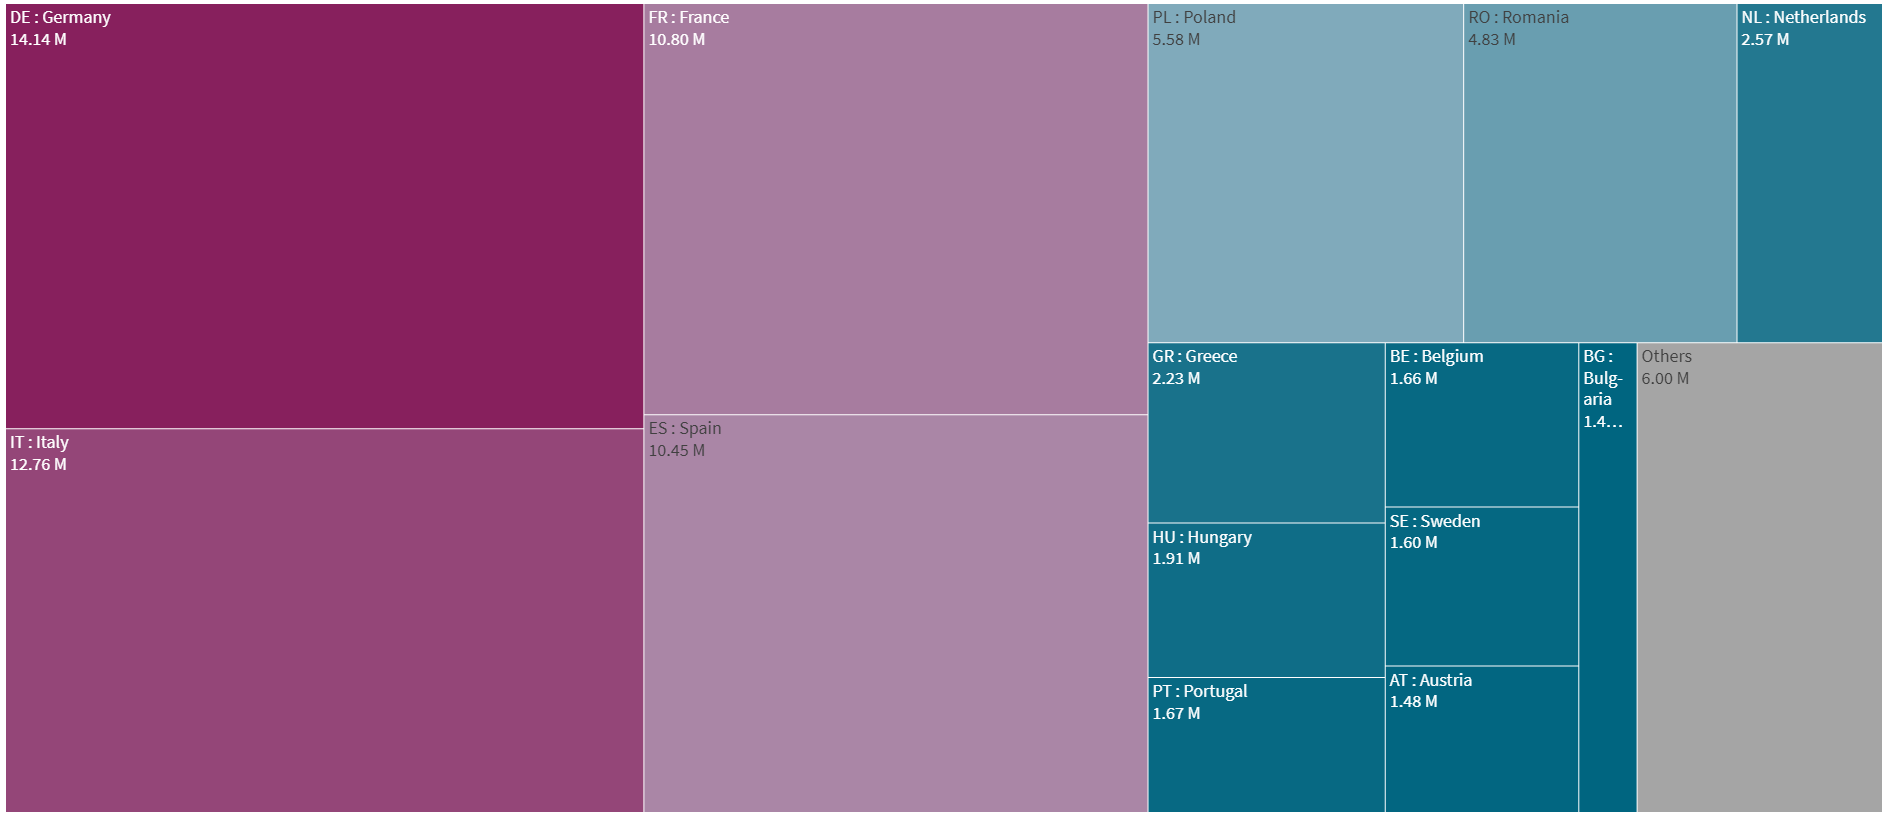 DE : Germany
14.14 M
FR : France
10.80 M
PL : Poland
5.58 M
RO : Romania
4.83 M
NL : Netherlands
2.57 M
IT : Italy
12.76 M
ES : Spain
10.45 M
GR : Greece
2.23 M
HU : Hungary
1.91 M
PT : Portugal
1.67 M
BE : Belgium
1.66 M
SE : Sweden
1.60 M
AT : Austria
1.48 M
BG :
Bulg-
aria
1.4...
Others
6.00 M